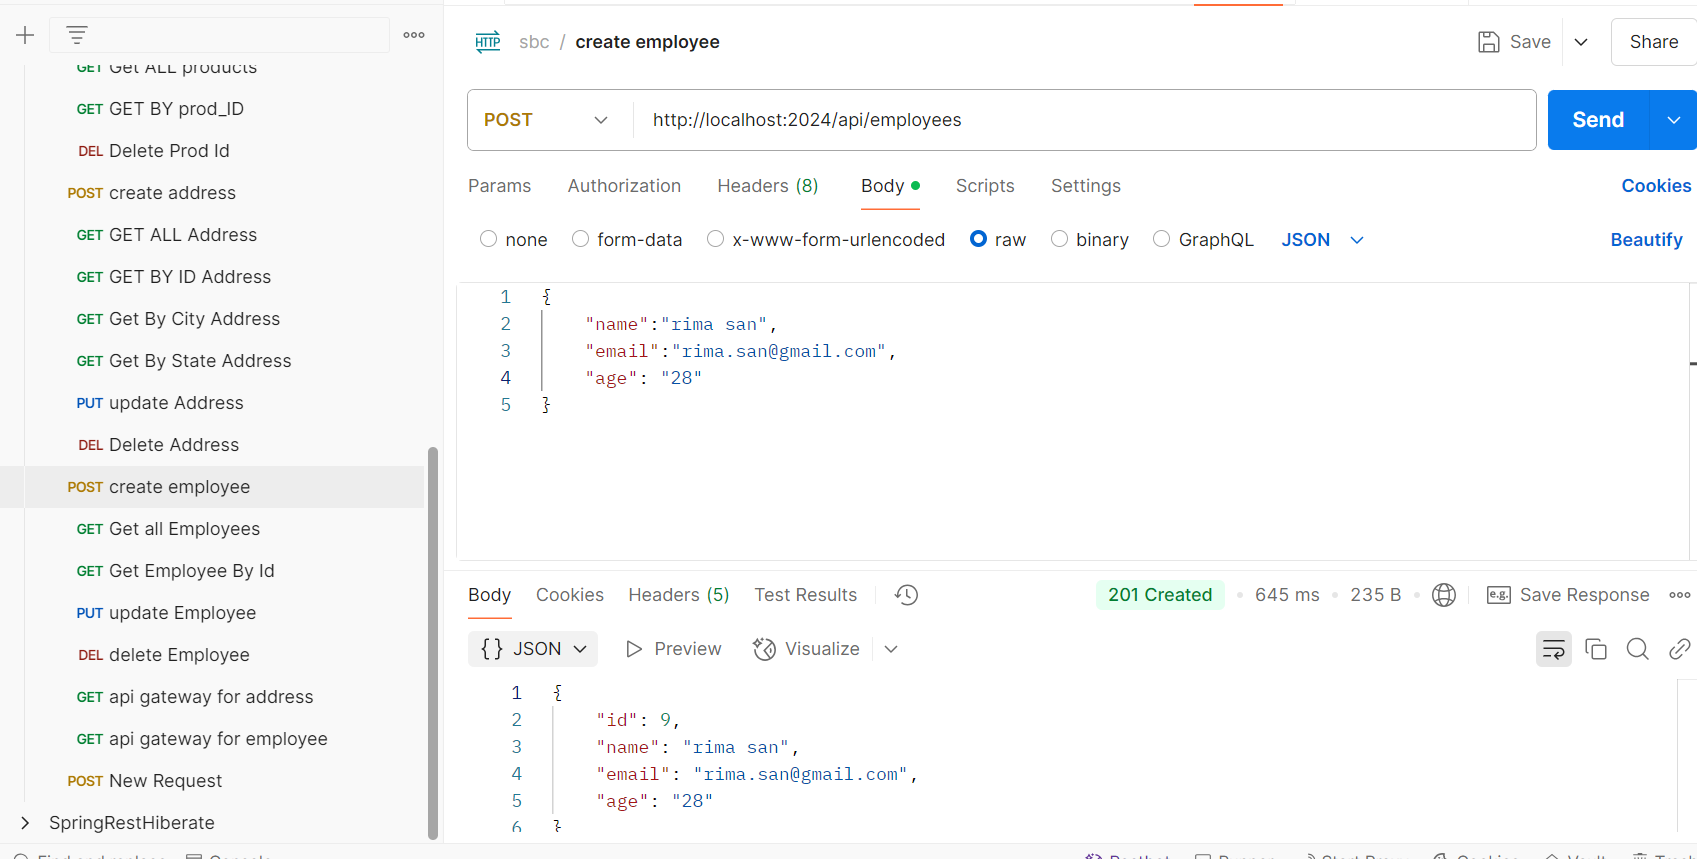 GET Get ALL products
GET GET BY prod_ID
DEL Delete Prod Id
POST create address
GET GET ALL Address
GET GET BY ID Address
GET Get By City Address
GET Get By State Address
PUT update Address
DEL Delete Address
POST create employee
GET Get all Employees
GET Get Employee By Id
PUT update Employee
DEL delete Employee
GET api gateway for address
GET api gateway for employee
POST New Request
SpringRestHiberate
HTTP sbc / create employee
Save
Share
POST
http://localhost:2024/api/employees
Send
Params Authorization Headers (8) Body Scripts Settings Cookies
none form-data x-www-form-urlencoded raw binary GraphQL JSON Beautify
1 {
2 "name":"rima san",
3 "email":"rima.san@gmail.com",
4 "age": "28"
5 }
Body Cookies Headers (5) Test Results 201 Created 645 ms 235 B e.g. Save Response
{} JSON Preview Visualize
1 {
2 "id": 9,
3 "name": "rima san",
4 "email": "rima.san@gmail.com",
5 "age": "28"
6 }
Find and replace Console